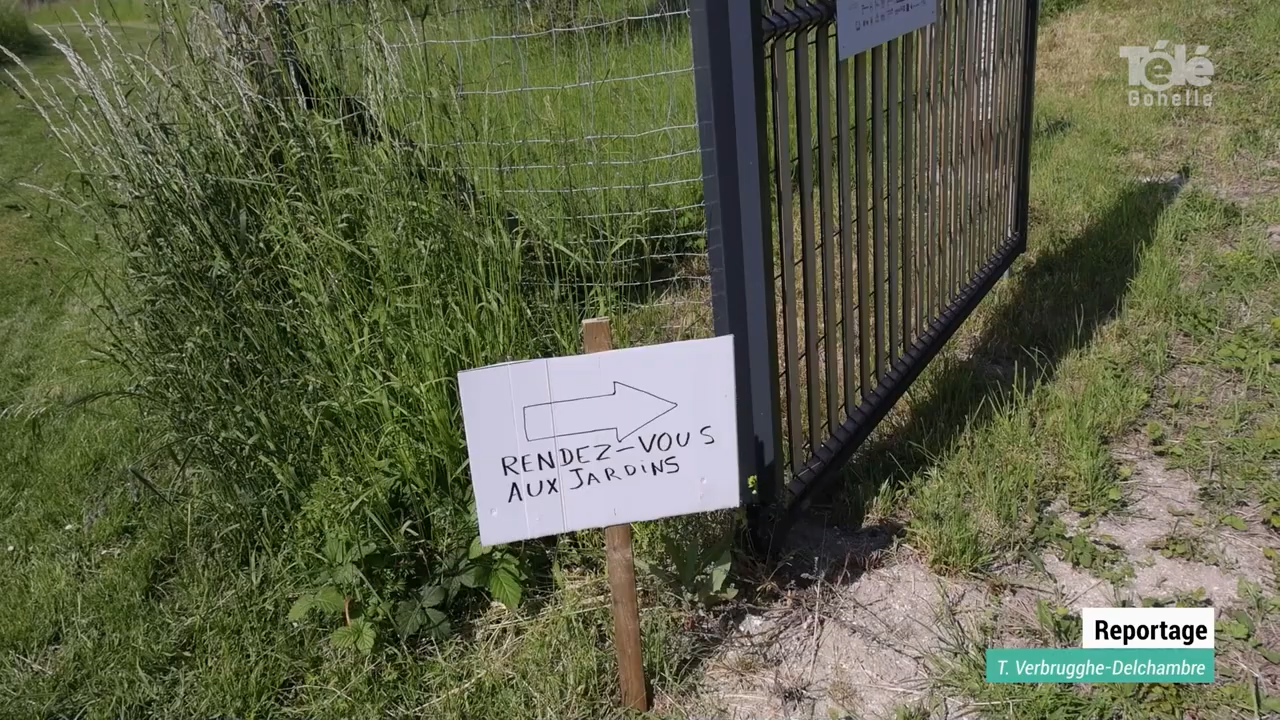 Télé
Gohelle
RENDEZ-VOUS
AUX JARDiNS
Reportage
T. Verbrugghe-Delchambre